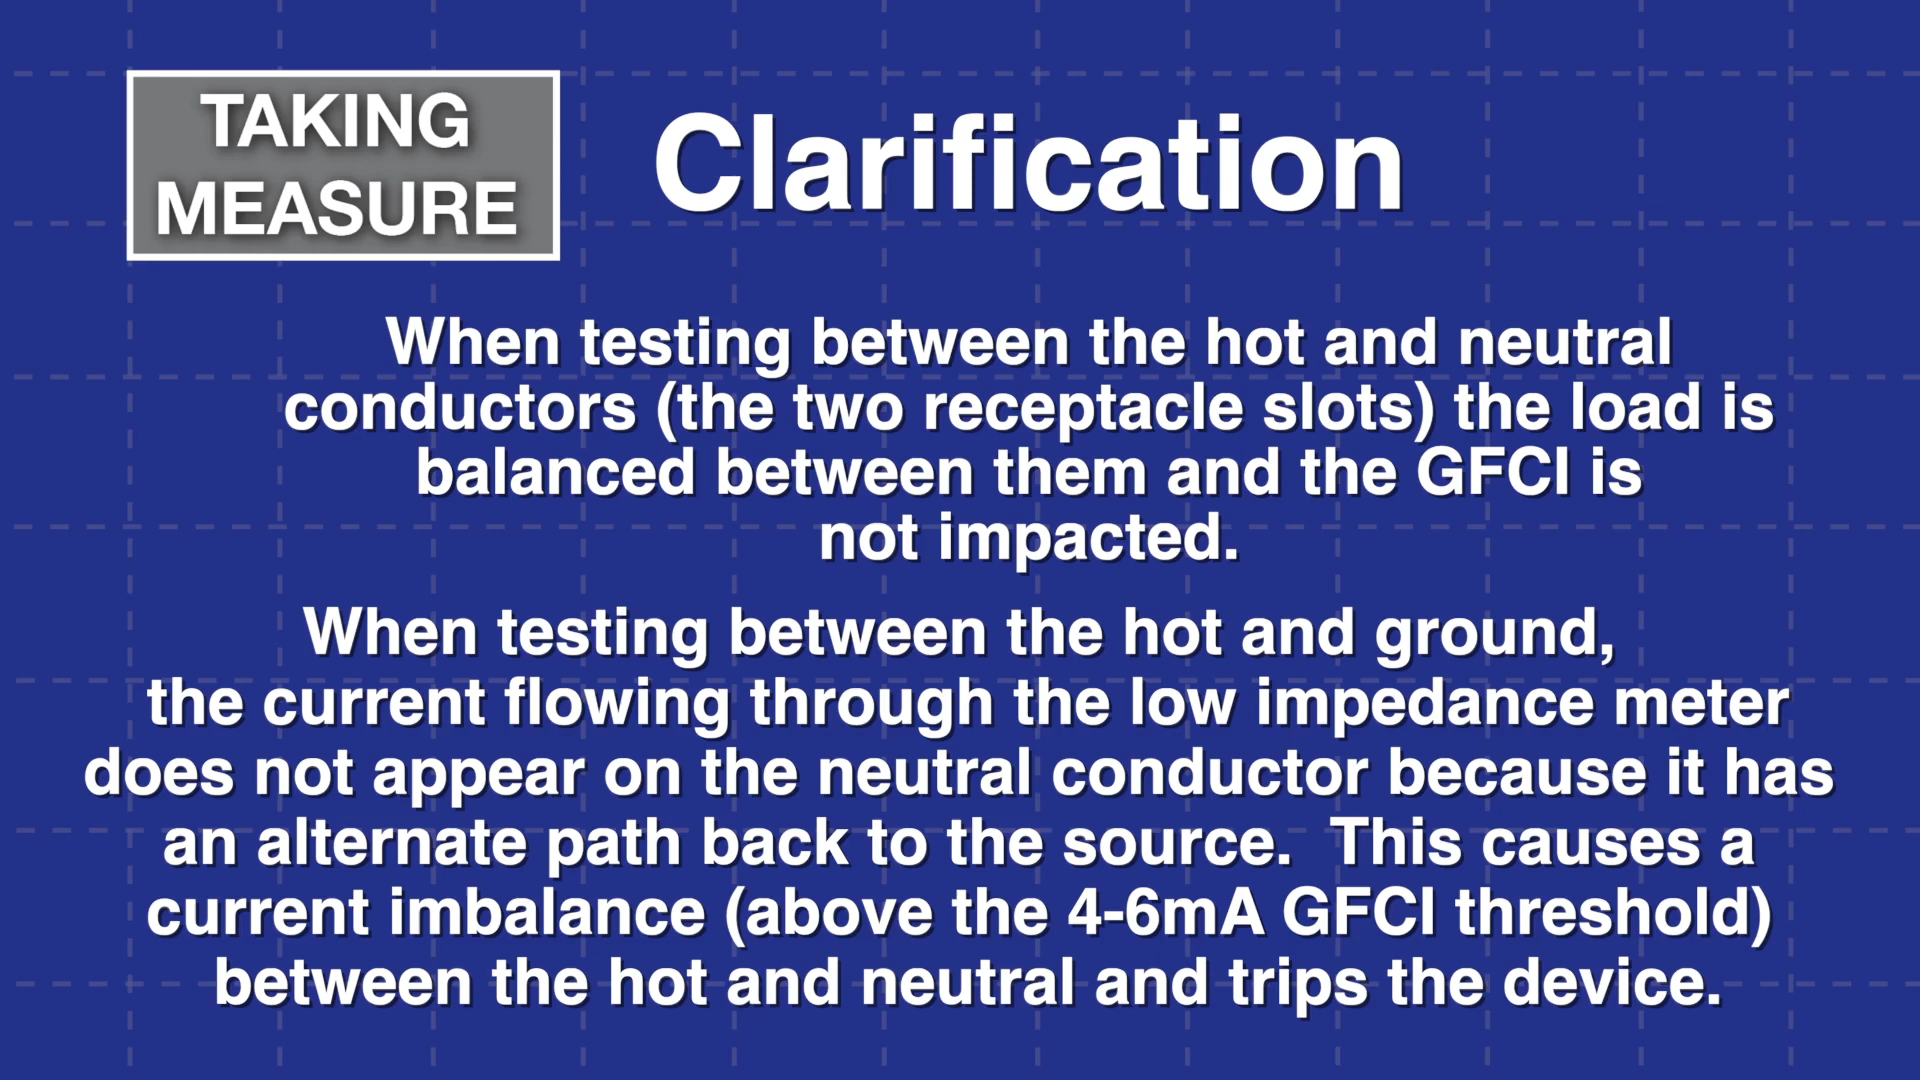 TAKING
MEASURE
Clarification
When testing between the hot and neutral
conductors (the two receptacle slots) the load is
balanced between them and the GFCI is
not impacted.
When testing between the hot and ground,
the current flowing through the low impedance meter
does not appear on the neutral conductor because it has
an alternate path back to the source.  This causes a
current imbalance (above the 4-6mA GFCI threshold)
between the hot and neutral and trips the device.